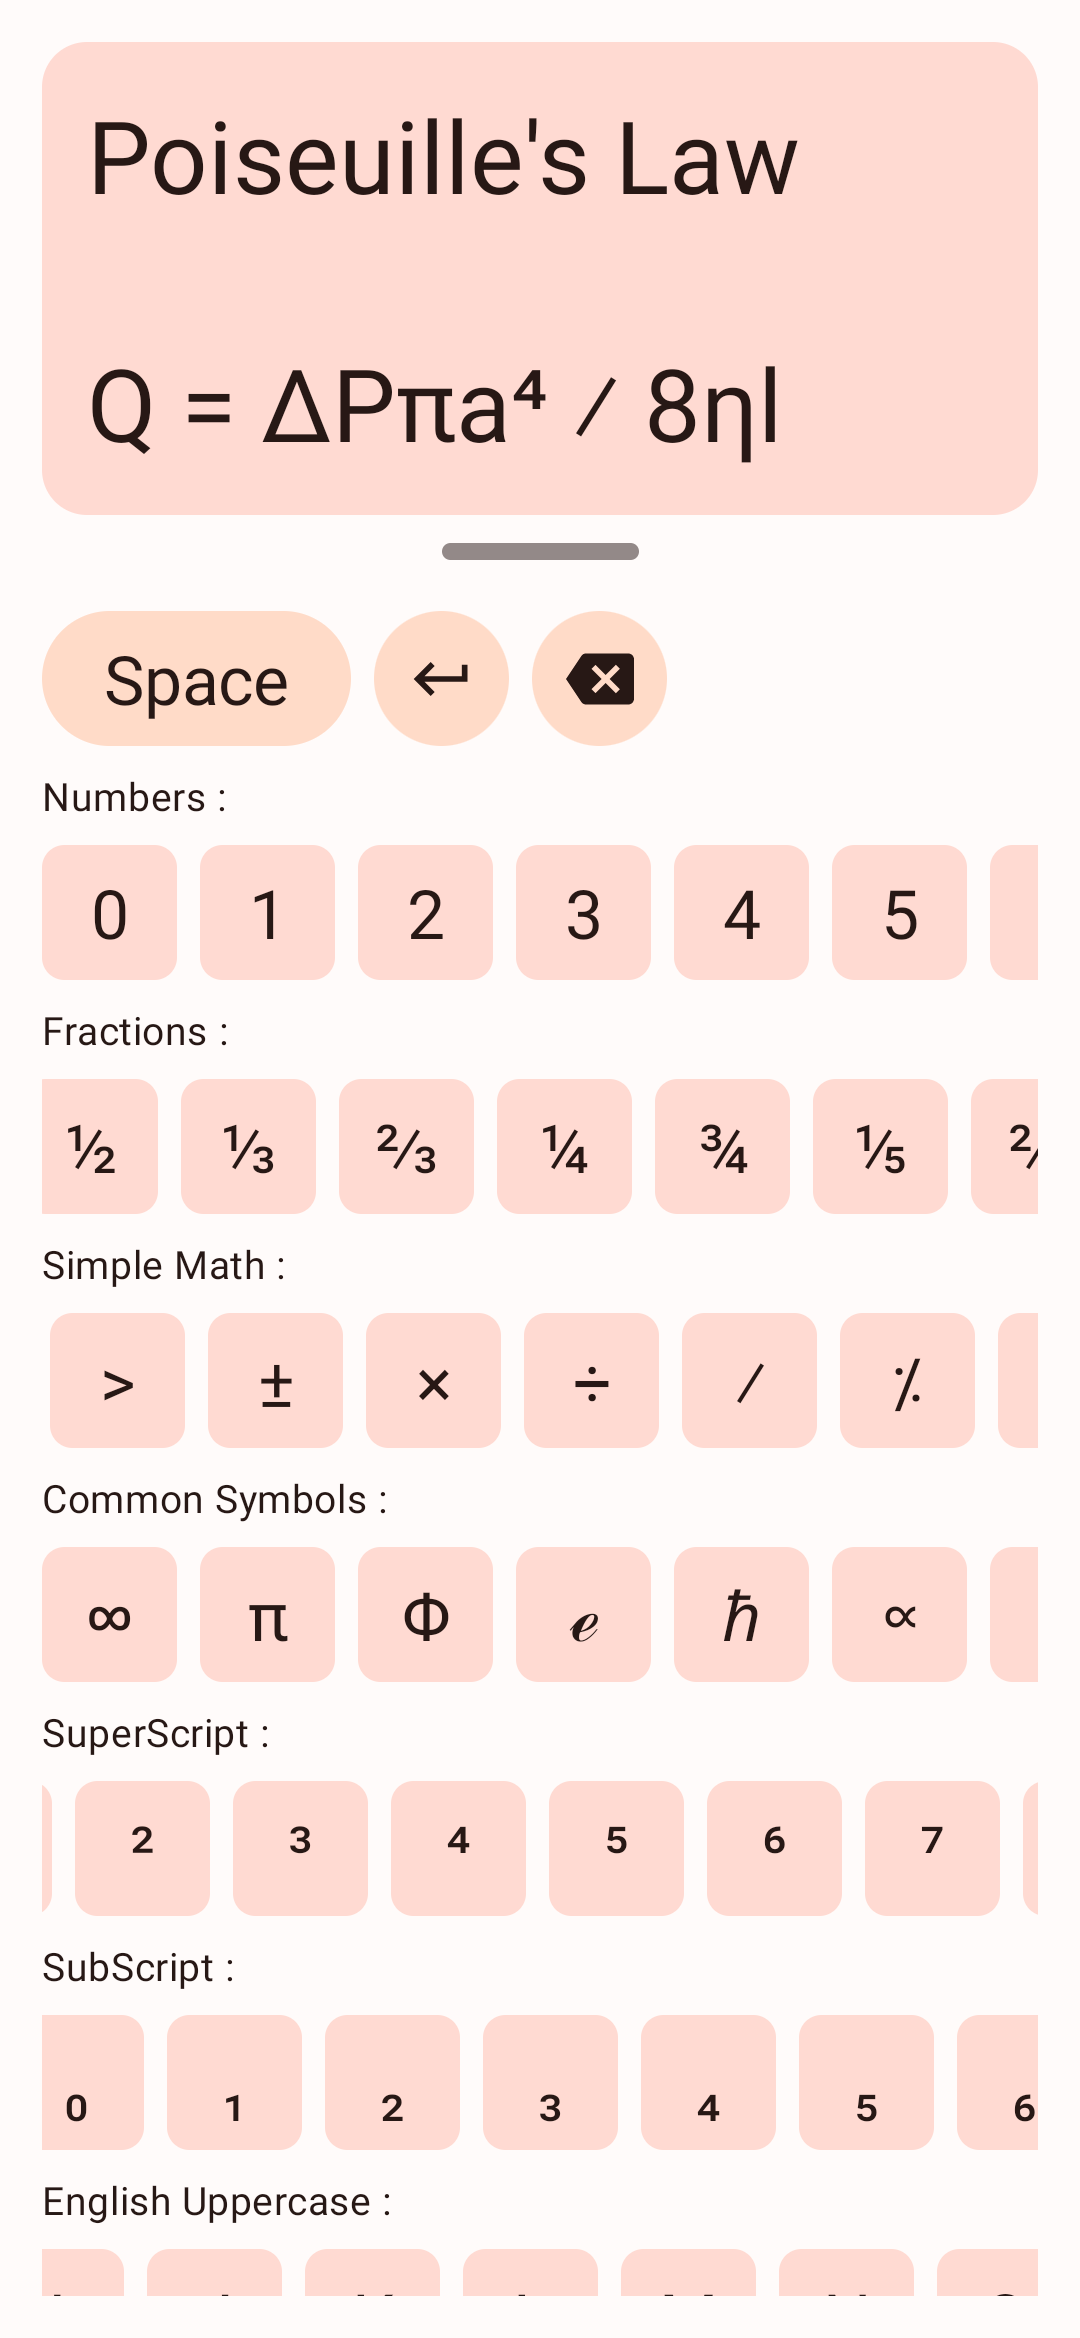 Poiseuille's Law
Q = ΔPπa⁴ ∕ 8ηl
Space
Numbers :
0 1 2 3 4 5
Fractions :
½ ⅓ ⅔ ¼ ¾ ⅕
Simple Math :
> ± × ÷ ∕ ⁒
Common Symbols :
∞ π Φ ℯ ℏ ∝
SuperScript :
² ³ ⁴ ⁵ ⁶ ⁷
SubScript :
₀ ₁ ₂ ₃ ₄ ₅ ₆
English Uppercase :